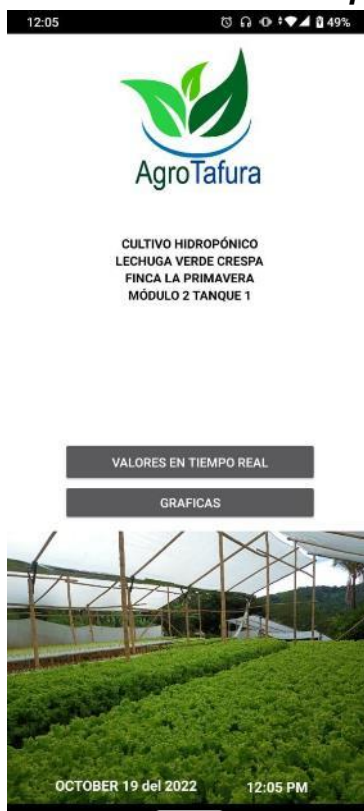 12:05
49%
AgroTafura
CULTIVO HIDROPÓNICO
LECHUGA VERDE CRESPA
FINCA LA PRIMAVERA
MÓDULO 2 TANQUE 1
VALORES EN TIEMPO REAL
GRAFICAS
OCTOBER 19 del 2022 12:05 PM